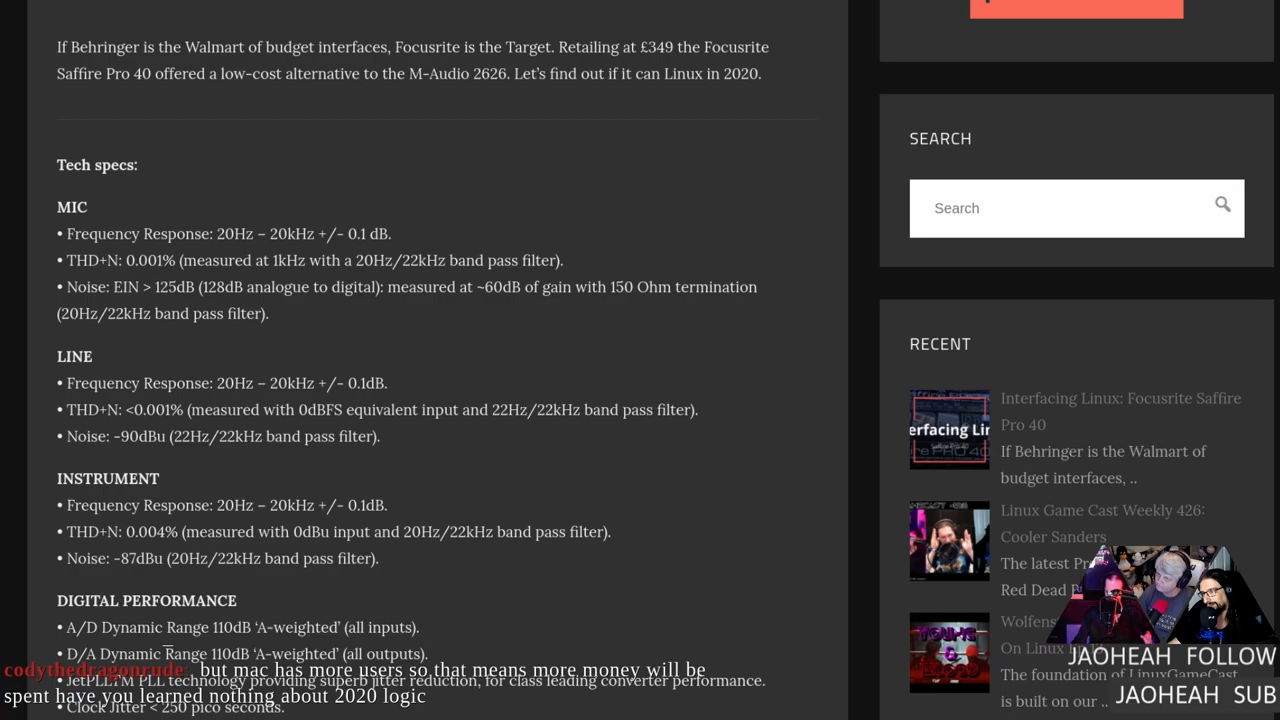 If Behringer is the Walmart of budget interfaces, Focusrite is the Target. Retailing at £349 the Focusrite
Saffire Pro 40 offered a low-cost alternative to the M-Audio 2626. Let’s find out if it can Linux in 2020.
Tech specs:
MIC
• Frequency Response: 20Hz – 20kHz +/- 0.1 dB.
• THD+N: 0.001% (measured at 1kHz with a 20Hz/22kHz band pass filter).
• Noise: EIN > 125dB (128dB analogue to digital): measured at ~60dB of gain with 150 Ohm termination
(20Hz/22kHz band pass filter).
LINE
• Frequency Response: 20Hz – 20kHz +/- 0.1dB.
• THD+N: <0.001% (measured with 0dBFS equivalent input and 22Hz/22kHz band pass filter).
• Noise: -90dBu (22Hz/22kHz band pass filter).
INSTRUMENT
• Frequency Response: 20Hz – 20kHz +/- 0.1dB.
• THD+N: 0.004% (measured with 0dBu input and 20Hz/22kHz band pass filter).
• Noise: -87dBu (20Hz/22kHz band pass filter).
DIGITAL PERFORMANCE
• A/D Dynamic Range 110dB ‘A-weighted’ (all inputs).
• D/A Dynamic Range 110dB ‘A-weighted’ (all outputs).
• JetPLLTM PLL technology providing superb jitter reduction, for class leading converter performance.
• Clock Jitter < 250 pico seconds.
codythedragonrude: but mac has more users so that means more money will be
spent have you learned nothing about 2020 logic
SEARCH
Search
RECENT
erfacing Lin
Interfacing Linux: Focusrite Saffire
Pro 40
If Behringer is the Walmart of
budget interfaces, ..
Linux Game Cast Weekly 426:
Cooler Sanders
The latest
Red Dead
Wolfens
On Linux
The foundation of LinuxGameCast
is built on our ..
JAOHEAH FOLLOW
JAOHEAH SUB